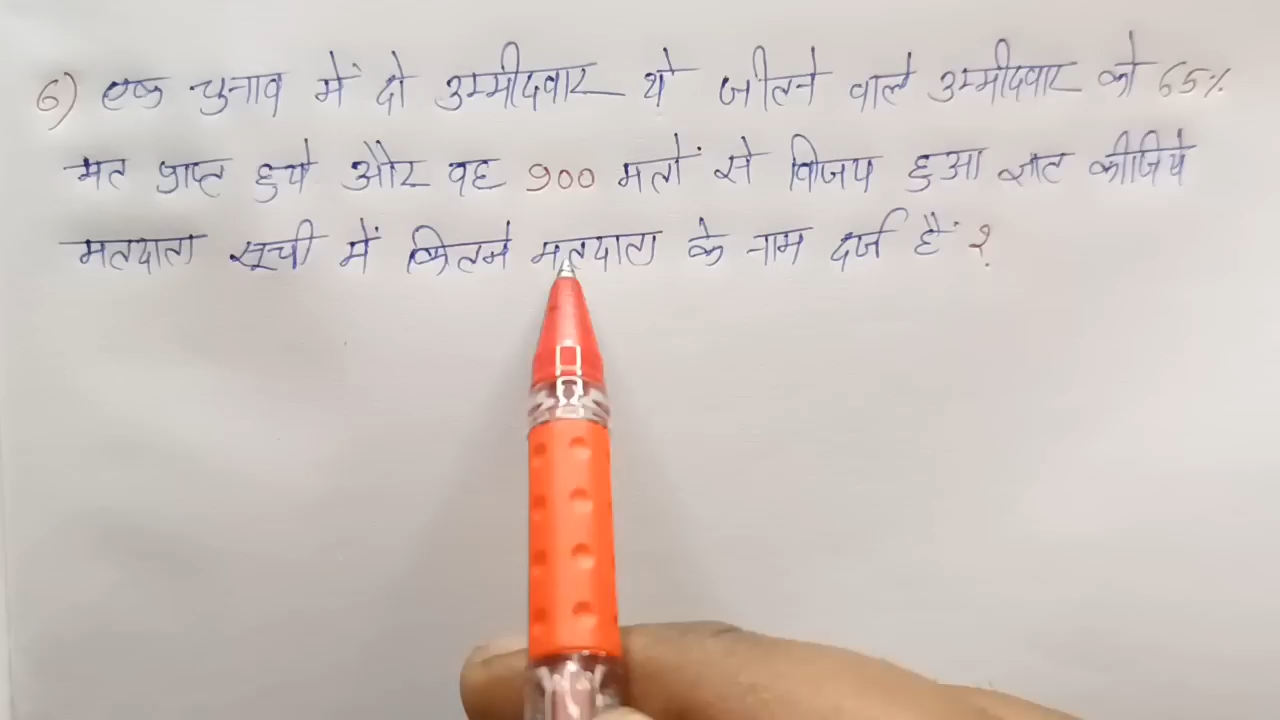 6) एक चुनाव में दो उम्मीदवार थे जीतने वाले उम्मीदवार को 65%
मत प्राप्त हुये और वह 900 मतों से विजय हुआ ज्ञात कीजिये
मतदाता सूची में कितने मतदाता के नाम दर्ज हैं ?